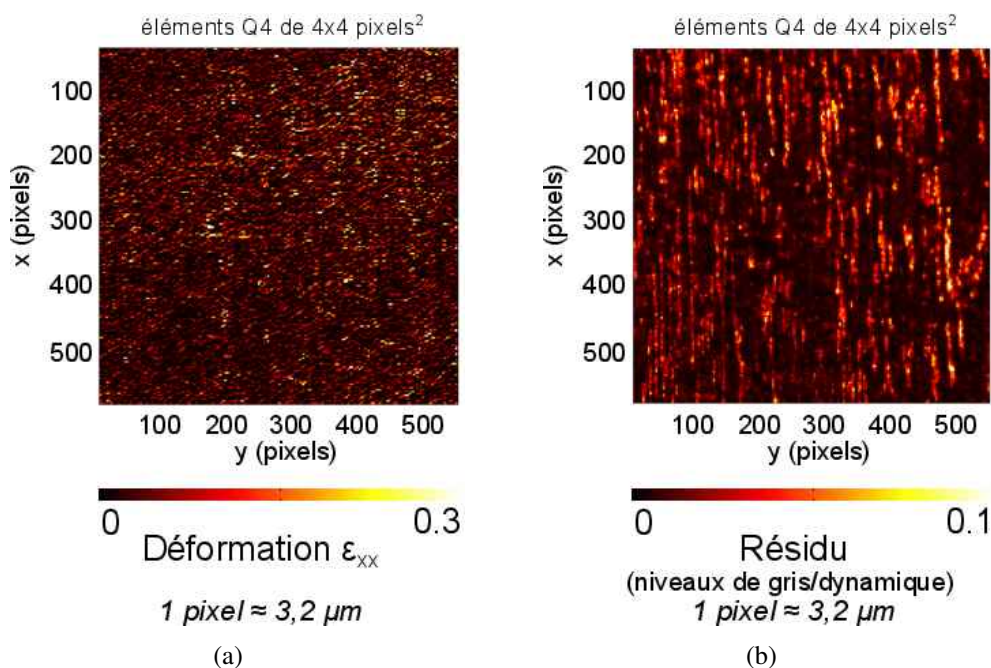 éléments Q4 de 4x4 pixels²
100
200
300
400
500
x (pixels)
100 200 300 400 500
y (pixels)
0 0.3
Déformation εxx
1 pixel ≈ 3,2 µm
(a)
éléments Q4 de 4x4 pixels²
100
200
300
400
500
x (pixels)
100 200 300 400 500
y (pixels)
0 0.1
Résidu
(niveaux de gris/dynamique)
1 pixel ≈ 3,2 µm
(b)